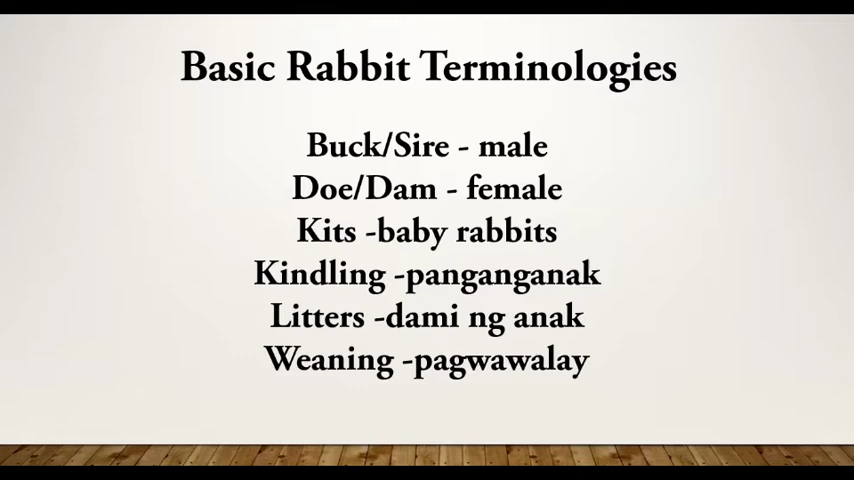 Basic Rabbit Terminologies
Buck/Sire - male
Doe/Dam - female
Kits -baby rabbits
Kindling -panganganak
Litters -dami ng anak
Weaning -pagwawalay